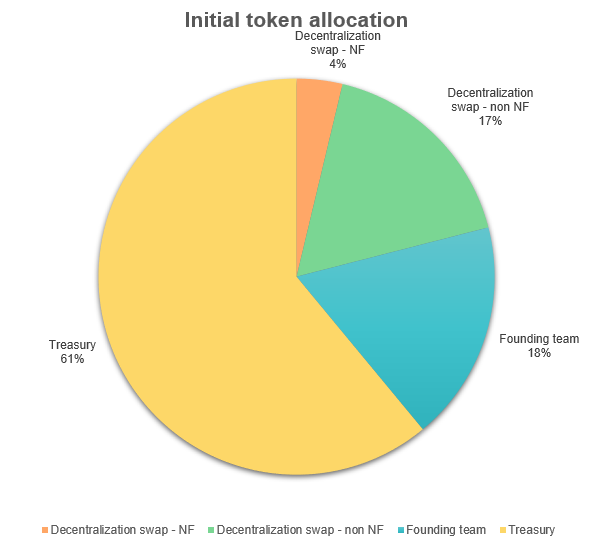 Initial token allocation
Decentralization
swap - NF
4%
Decentralization
swap - non NF
17%
Founding team
18%
Treasury
61%
Decentralization swap - NF Decentralization swap - non NF Founding team Treasury